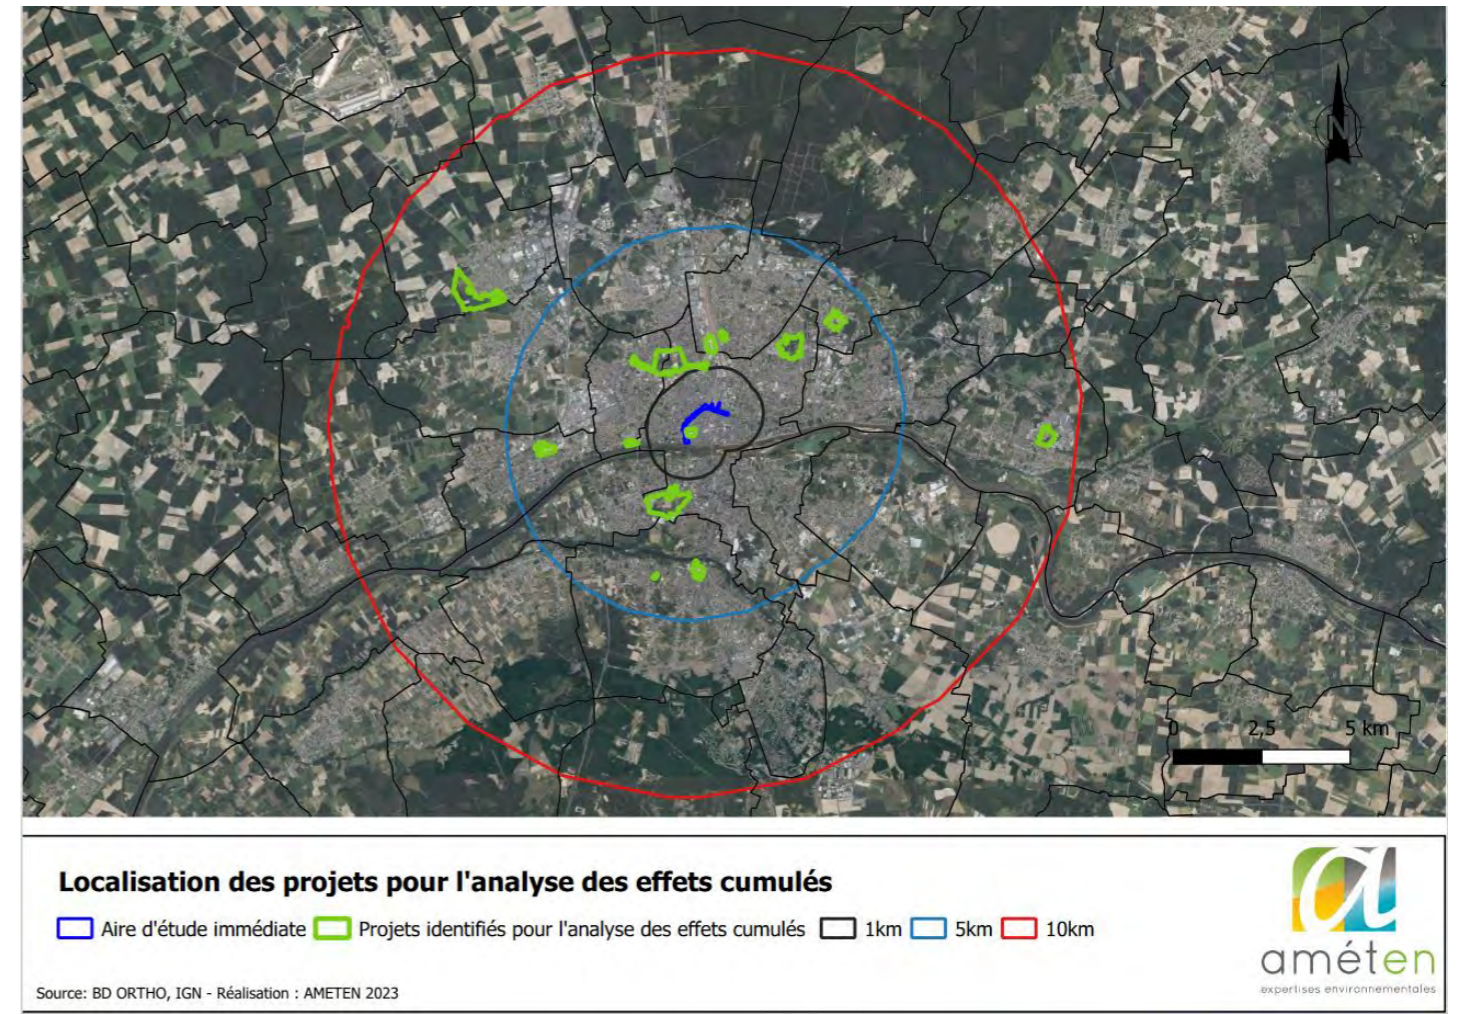 N
0 2,5 5 km
Localisation des projets pour l'analyse des effets cumulés
Aire d'étude immédiate Projets identifiés pour l'analyse des effets cumulés 1km 5km 10km
Source: BD ORTHO, IGN - Réalisation : AMETEN 2023
a
améten
expertises environnementales